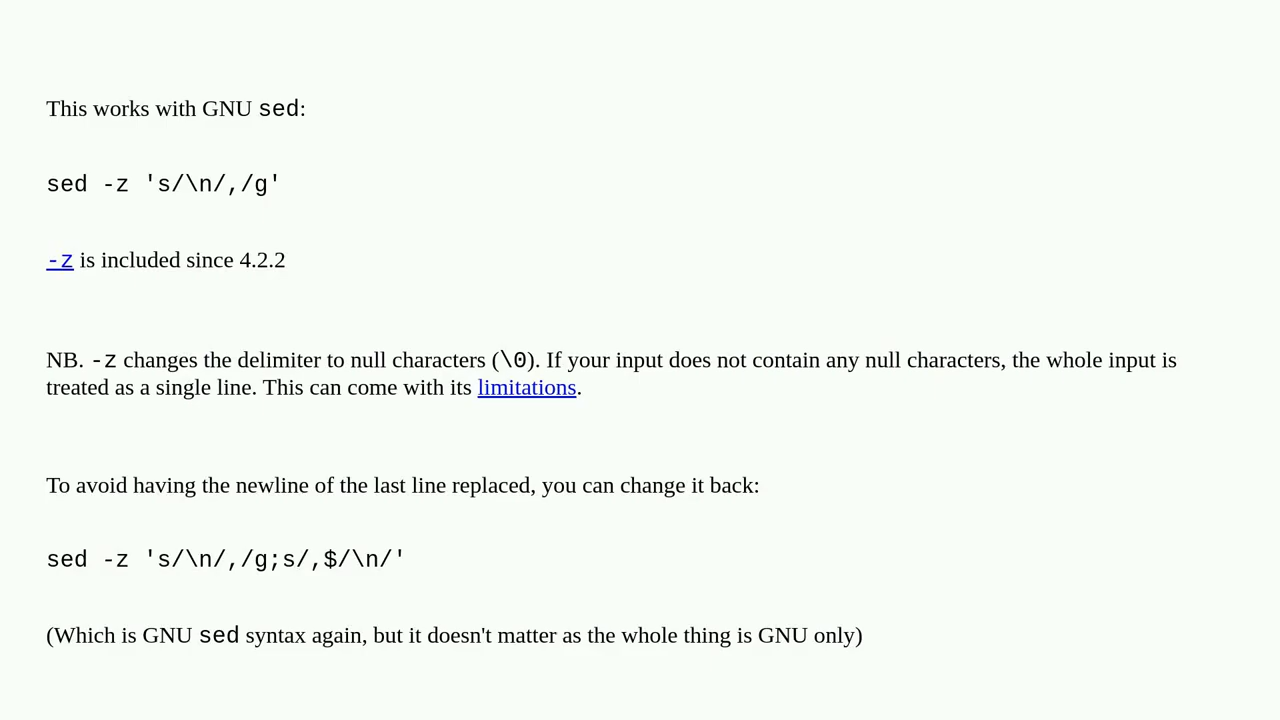 This works with GNU sed:
sed -z 's/\n/,/g'
-z is included since 4.2.2
NB. -z changes the delimiter to null characters (\0). If your input does not contain any null characters, the whole input is
treated as a single line. This can come with its limitations.
To avoid having the newline of the last line replaced, you can change it back:
sed -z 's/\n/,/g;s/,$/\n/'
(Which is GNU sed syntax again, but it doesn't matter as the whole thing is GNU only)